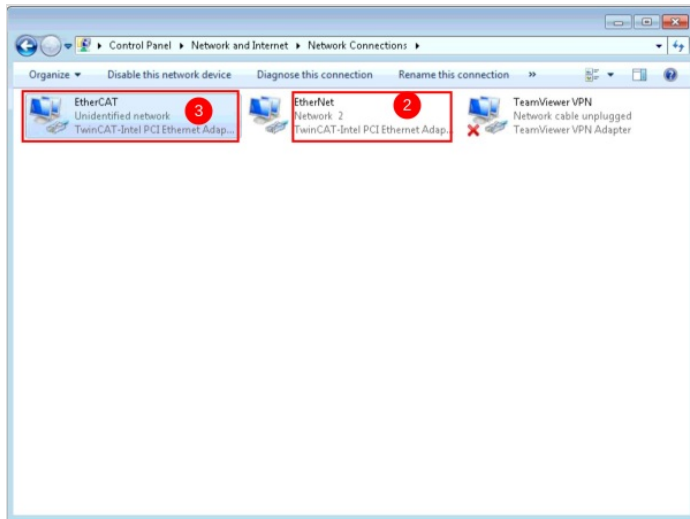 Control Panel ▸ Network and Internet ▸ Network Connections ▸
Organize ▾ Disable this network device Diagnose this connection Rename this connection »
EtherCAT
Unidentified network
TwinCAT-Intel PCI Ethernet Adap...
3
EtherNet
Network 2
TwinCAT-Intel PCI Ethernet Adap...
2
TeamViewer VPN
Network cable unplugged
TeamViewer VPN Adapter